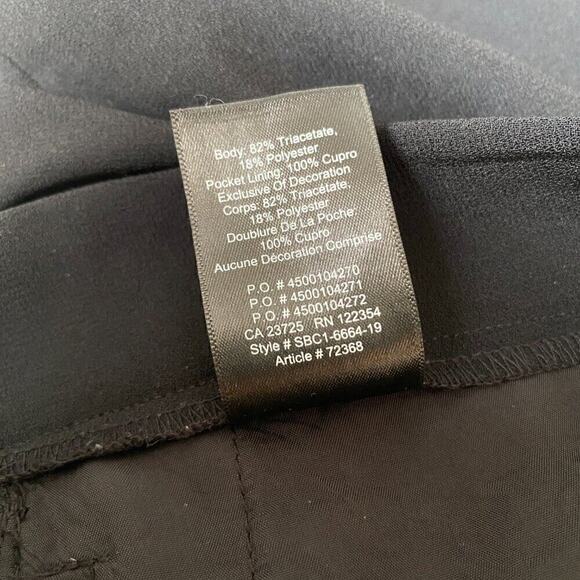 Body: 82% Triacetate,
18% Polyester
Pocket Lining: 100% Cupro
Exclusive Of Decoration
Corps: 82% Triacétate,
18% Polyester
Doublure De La Poche:
100% Cupro
Aucune Décoration Comprise
P.O. # 4500104270
P.O. # 4500104271
P.O. # 4500104272
CA 23725 RN 122354
Style # SBC1-6664-19
Article # 72368